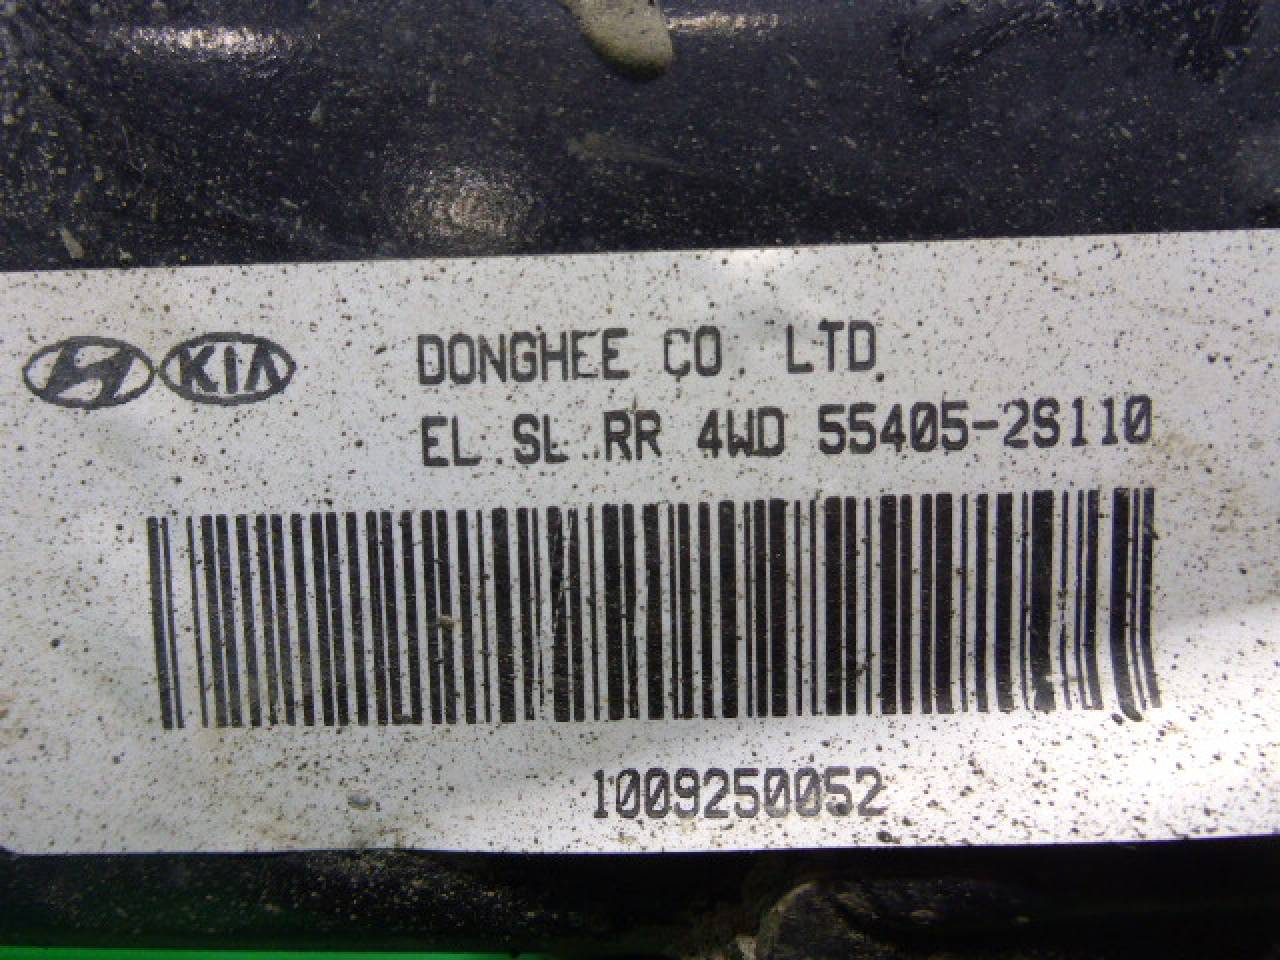 KIA DONGHEE CO. LTD.
EL.SL.RR 4WD 55405-2S110
1009250052